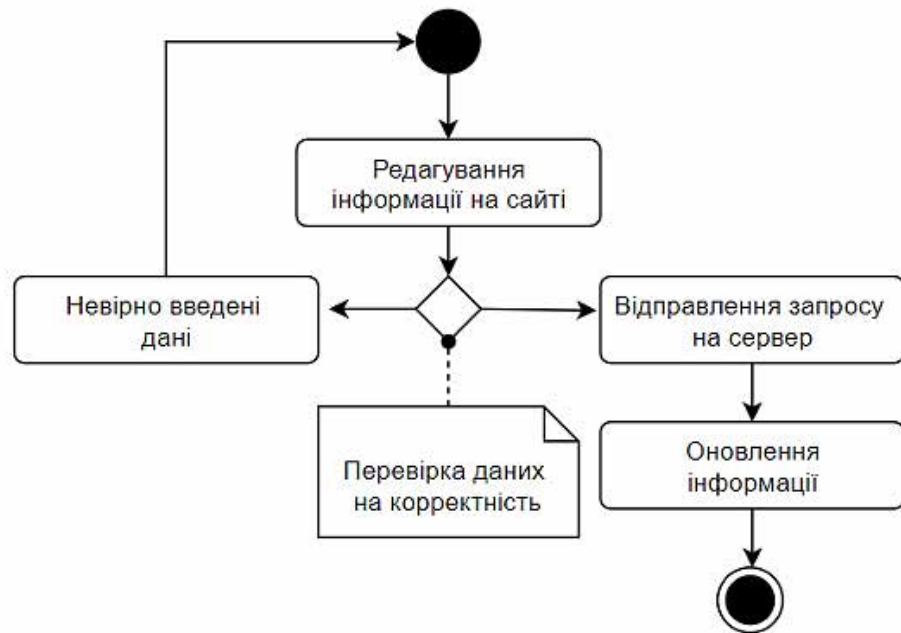 Редагування
інформації на сайті
Невірно введені
дані
Відправлення запросу
на сервер
Перевірка даних
на корректність
Оновлення
інформації